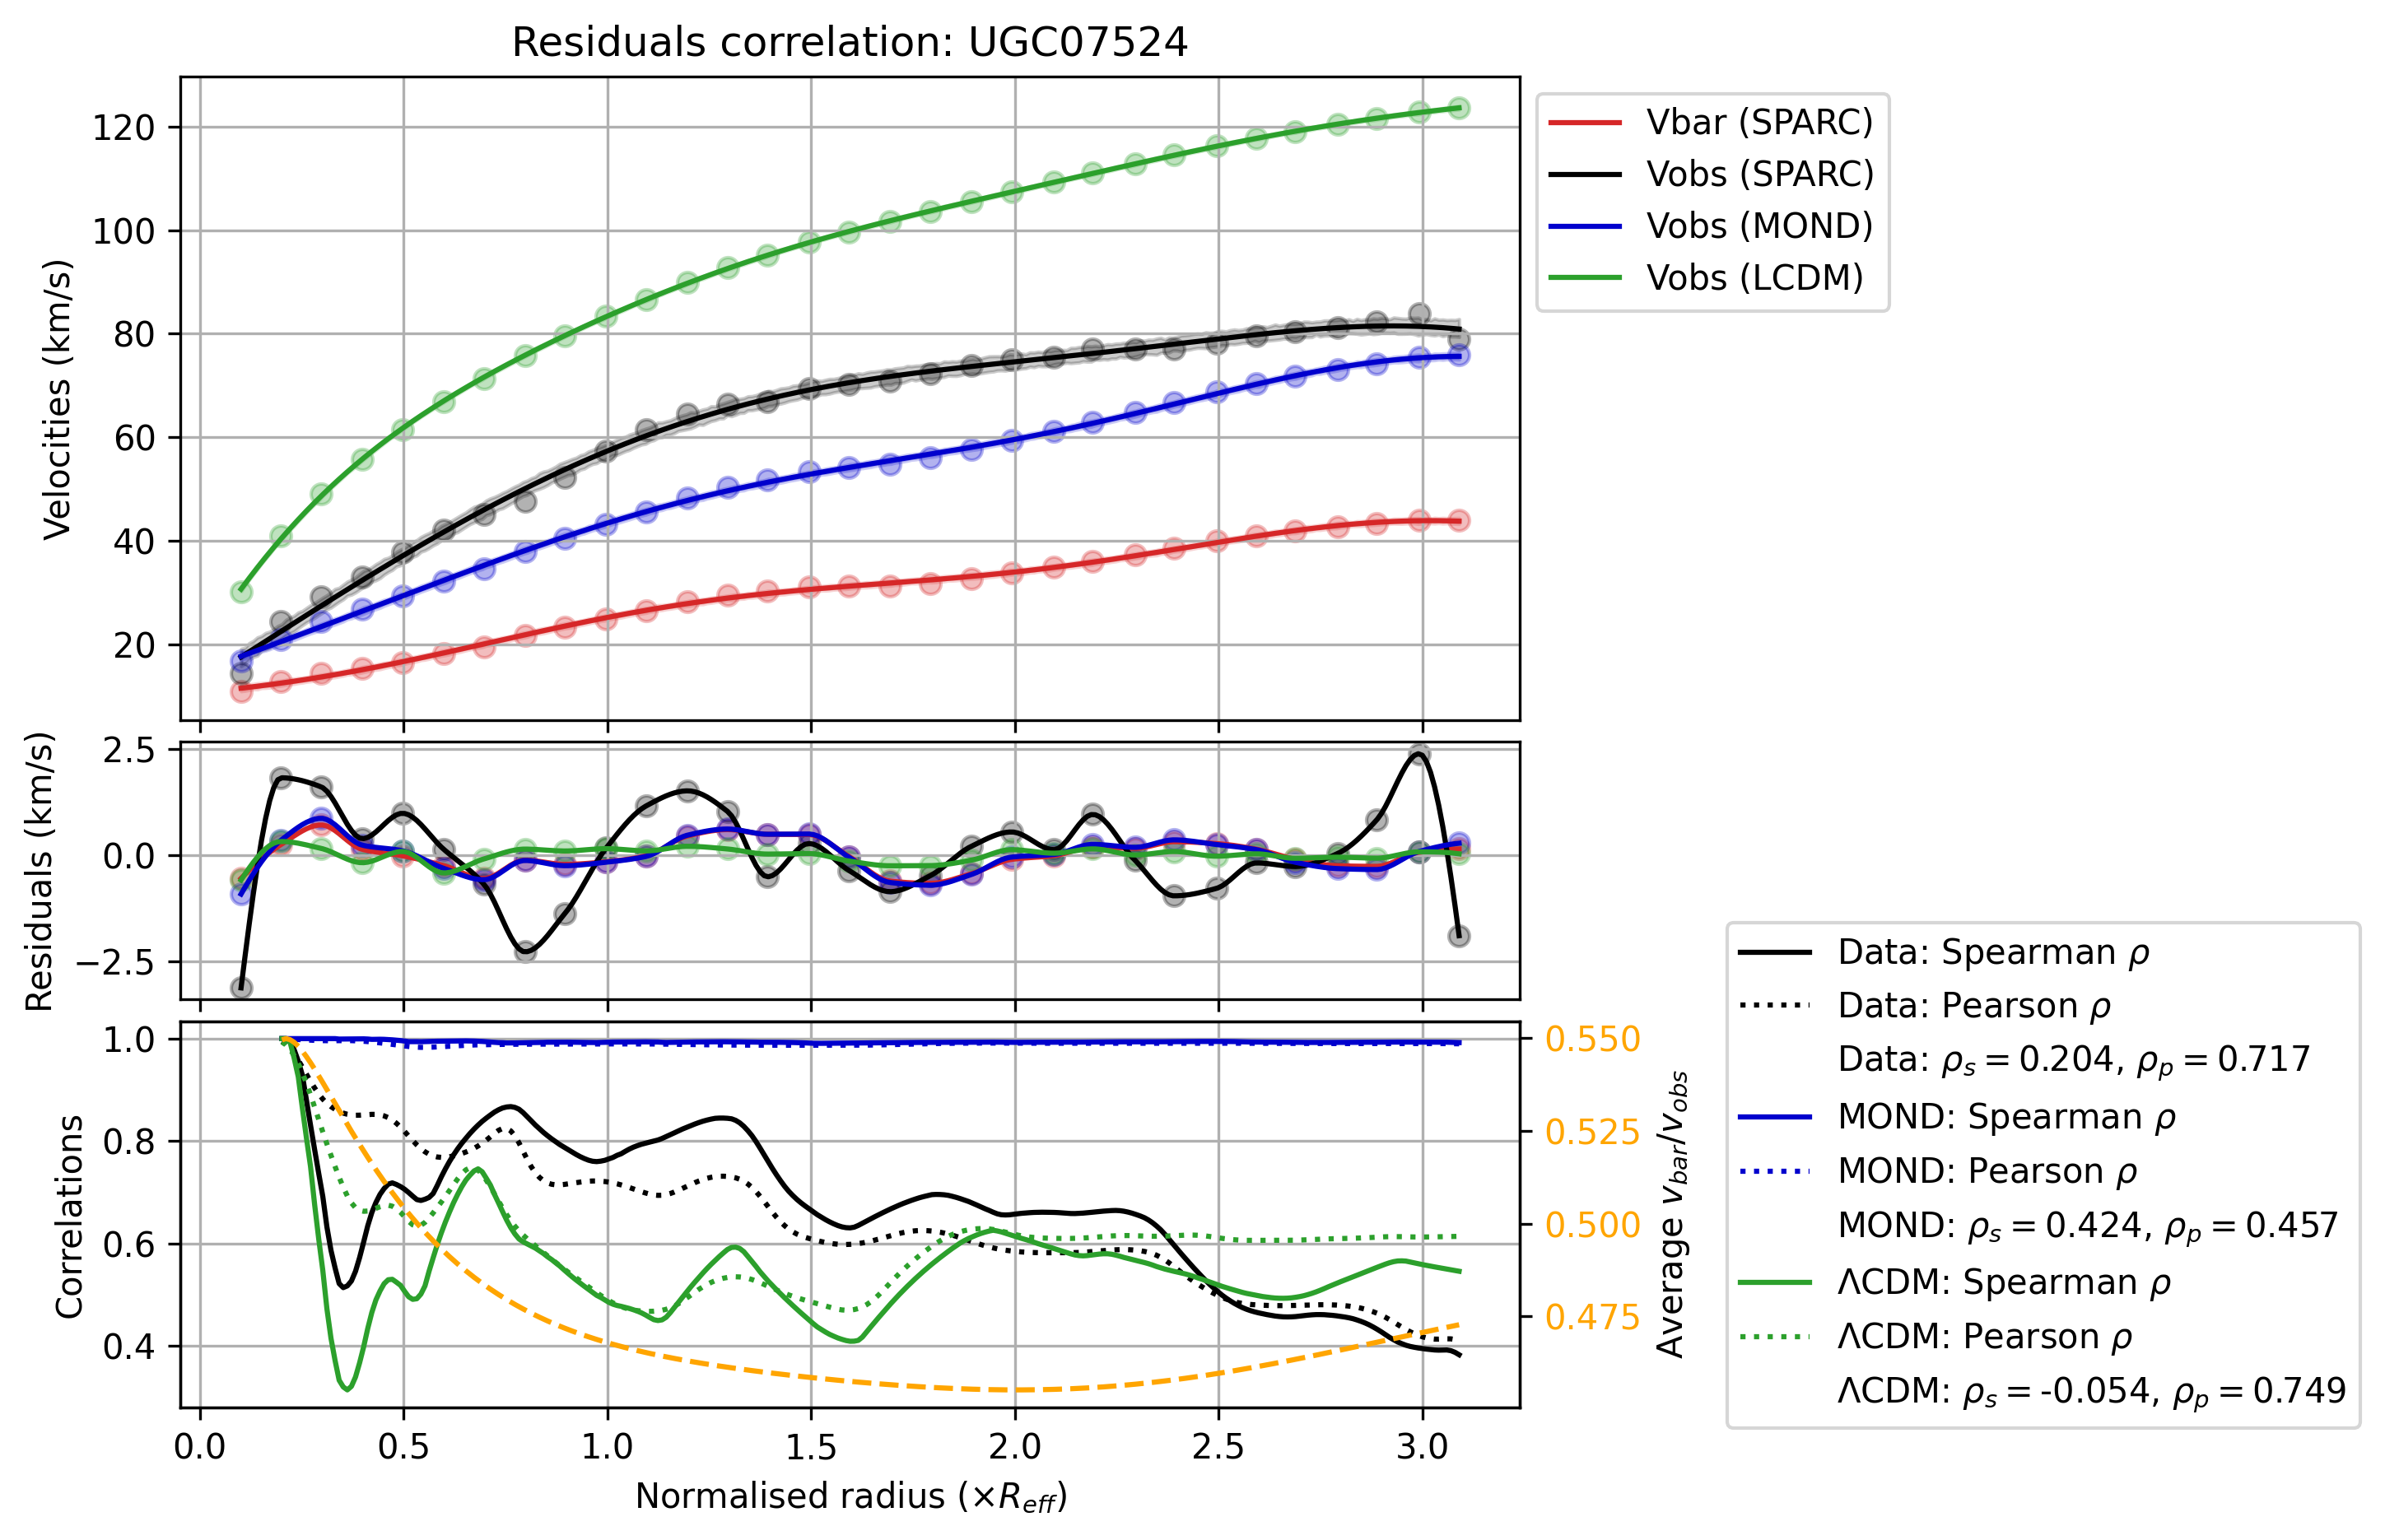 Residuals correlation: UGC07524
Velocities (km/s)
120
100
80
60
40
20
Vbar (SPARC)
Vobs (SPARC)
Vobs (MOND)
Vobs (LCDM)
Residuals (km/s)
2.5
0.0
−2.5
Correlations
1.0
0.8
0.6
0.4
0.550
0.525
0.500
0.475
Average v_bar/v_obs
0.0 0.5 1.0 1.5 2.0 2.5 3.0
Normalised radius (×R_eff)
Data: Spearman ρ
Data: Pearson ρ
Data: ρ_s = 0.204, ρ_p = 0.717
MOND: Spearman ρ
MOND: Pearson ρ
MOND: ρ_s = 0.424, ρ_p = 0.457
ΛCDM: Spearman ρ
ΛCDM: Pearson ρ
ΛCDM: ρ_s = -0.054, ρ_p = 0.749